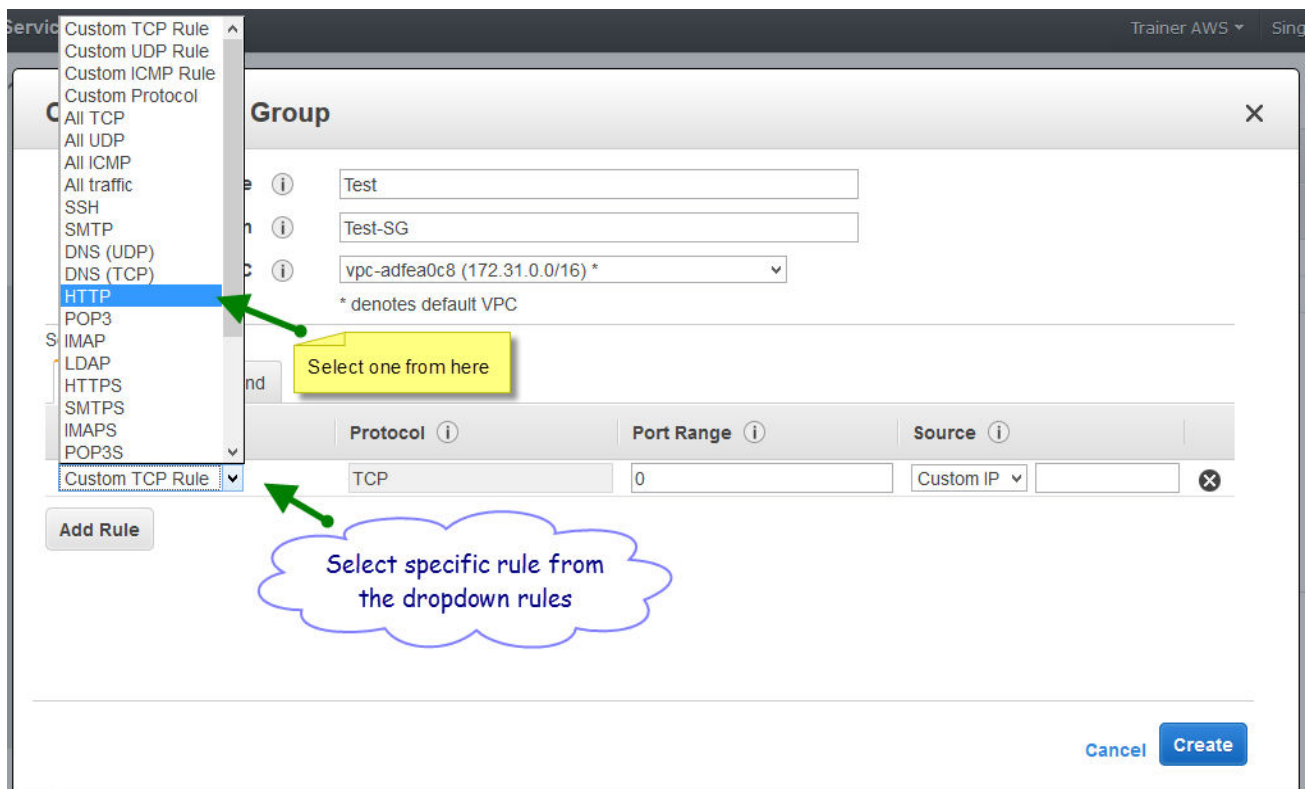 Servic
Trainer AWS
Sing
Custom TCP Rule
Custom UDP Rule
Custom ICMP Rule
Custom Protocol
All TCP
All UDP
All ICMP
All traffic
SSH
SMTP
DNS (UDP)
DNS (TCP)
HTTP
POP3
IMAP
LDAP
HTTPS
SMTPS
IMAPS
POP3S
C Group
e Test
n Test-SG
C vpc-adfea0c8 (172.31.0.0/16) *
* denotes default VPC
Select one from here
nd
Protocol Port Range Source
Custom TCP Rule TCP 0 Custom IP
Add Rule
Select specific rule from
the dropdown rules
Cancel Create